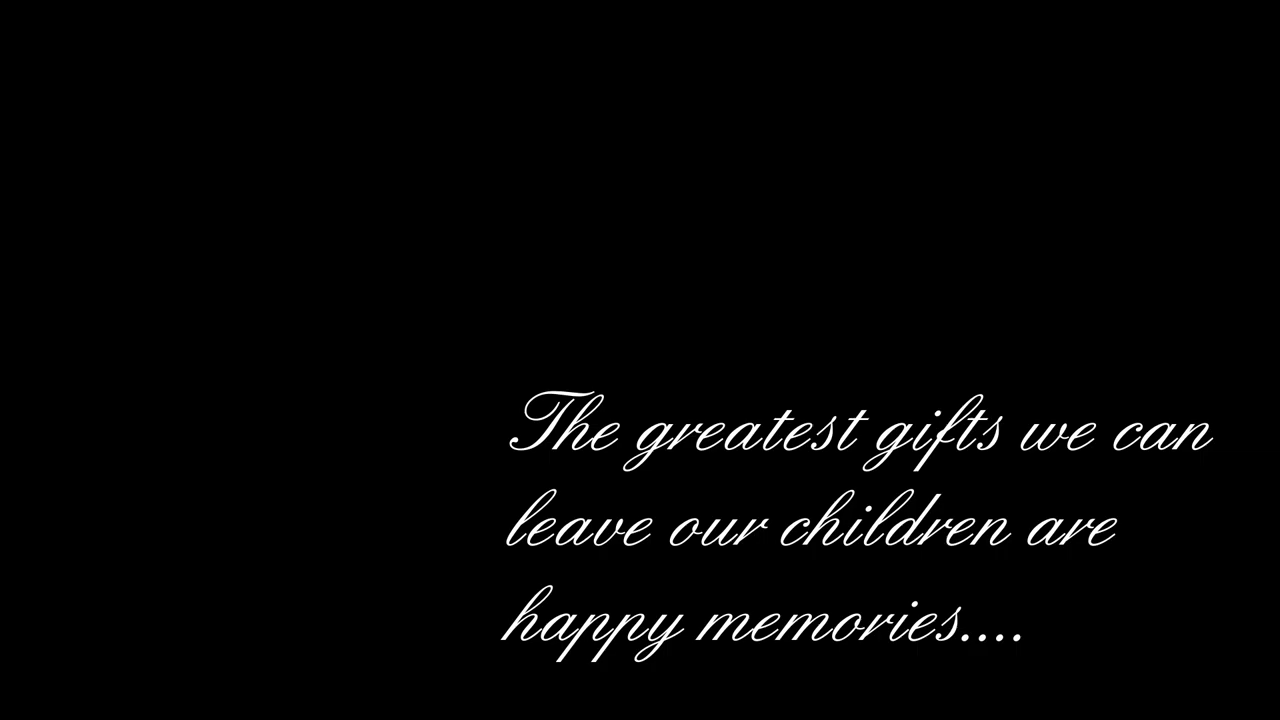 The greatest gifts we can
leave our children are
happy memories....